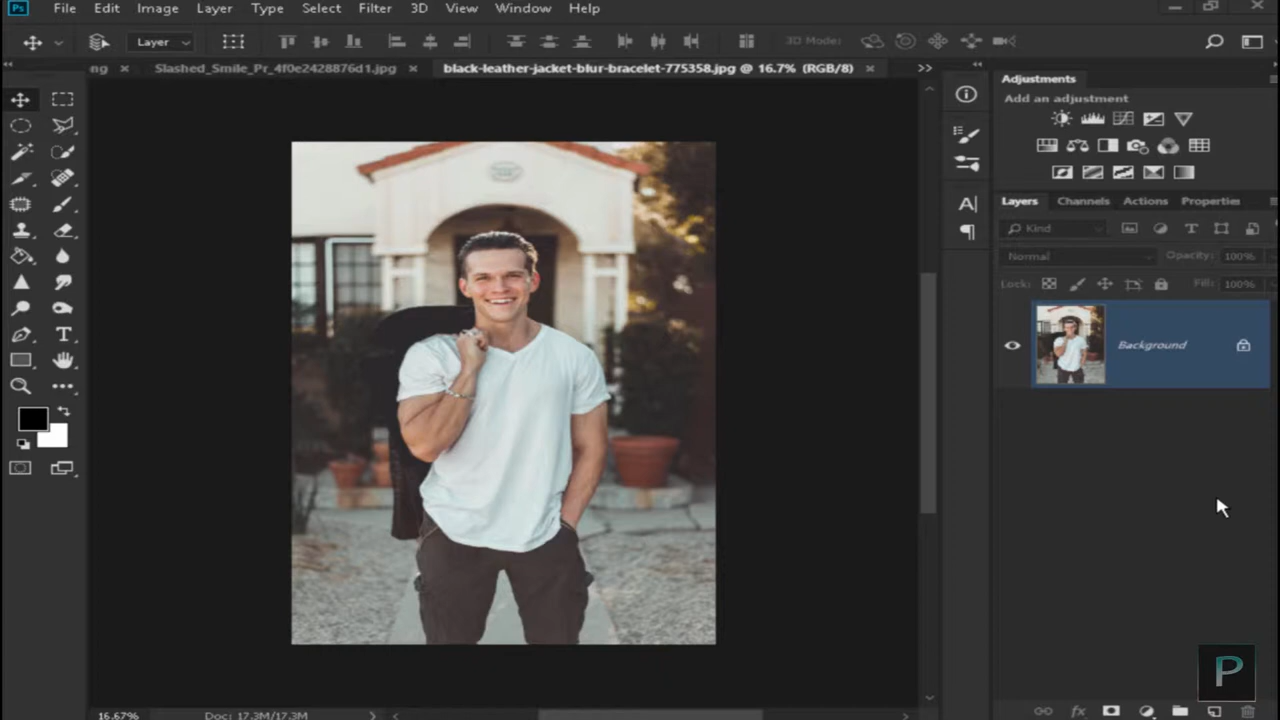 Ps File Edit Image Layer Type Select Filter 3D View Window Help
Layer 3D Mode:
ng × Slashed_Smile_Pr_4f0e2428876d1.jpg × black-leather-jacket-blur-bracelet-775358.jpg @ 16.7% (RGB/8) ×
Adjustments
Add an adjustment
Layers Channels Actions Properties
Kind
Normal Opacity: 100%
Lock: Fill: 100%
Background
P
16.67% Doc: 17.3M/17.3M